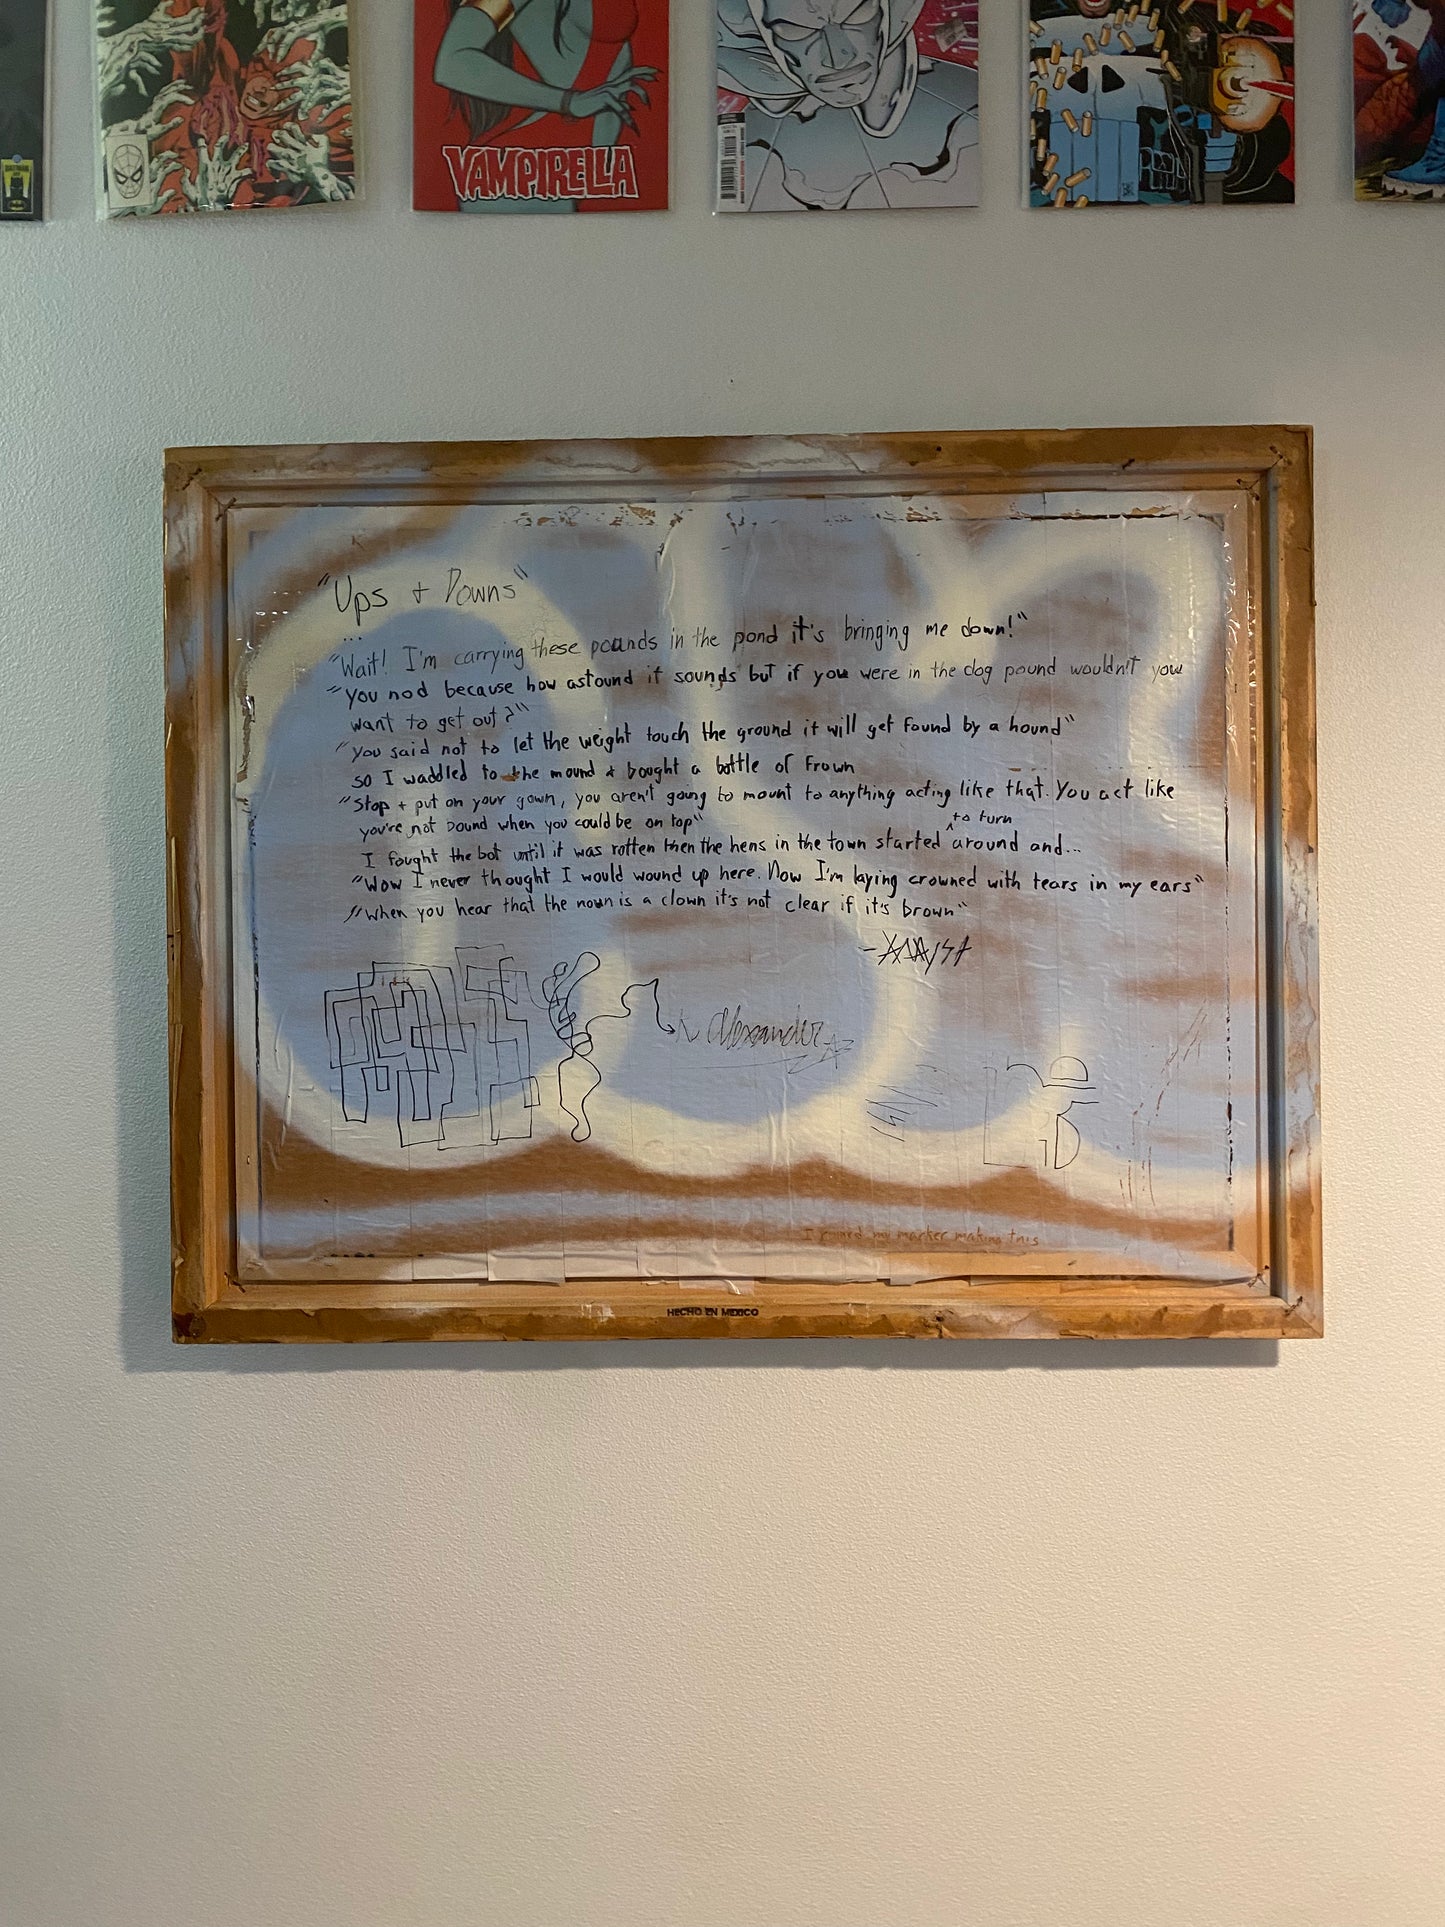 VAMPIRELLA
"Ups + Downs"
...
"Wait! I'm carrying these pounds in the pond it's bringing me down!"
"You nod because how astound it sounds but if you were in the dog pound wouldn't you
want to get out?"
"You said not to let the weight touch the ground it will get found by a hound"
so I waddled to the mound + bought a bottle of frown
"Stop + put on your gown, you aren't going to mount to anything acting like that. You act like
you're not bound when you could be on top"
to turn
I fought the bot until it was rotten then the hens in the town started around and...
"Wow I never thought I would wound up here. Now I'm laying crowned with tears in my ears"
"When you hear that the noun is a clown it's not clear if it's brown"
Alexander
I my marker making this
HECHO EN MEXICO